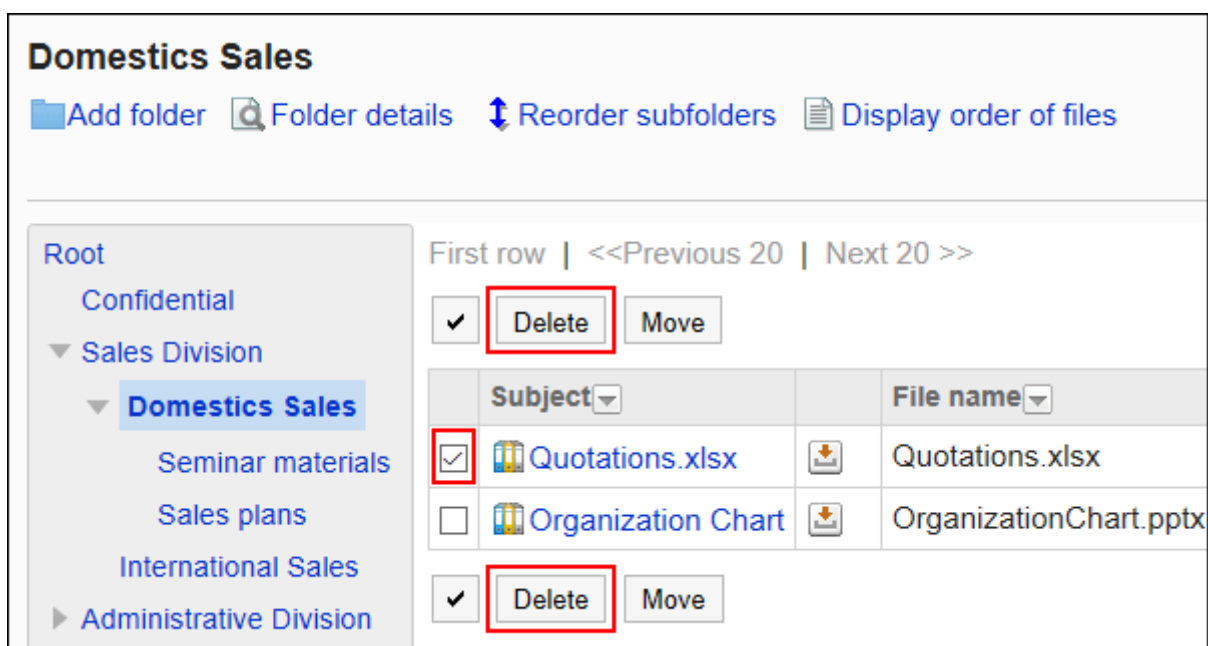 Domestics Sales
Add folder Folder details Reorder subfolders Display order of files
Root
Confidential
Sales Division
Domestics Sales
Seminar materials
Sales plans
International Sales
Administrative Division
First row | <<Previous 20 | Next 20 >>
Delete Move
Subject File name
Quotations.xlsx Quotations.xlsx
Organization Chart OrganizationChart.pptx
Delete Move